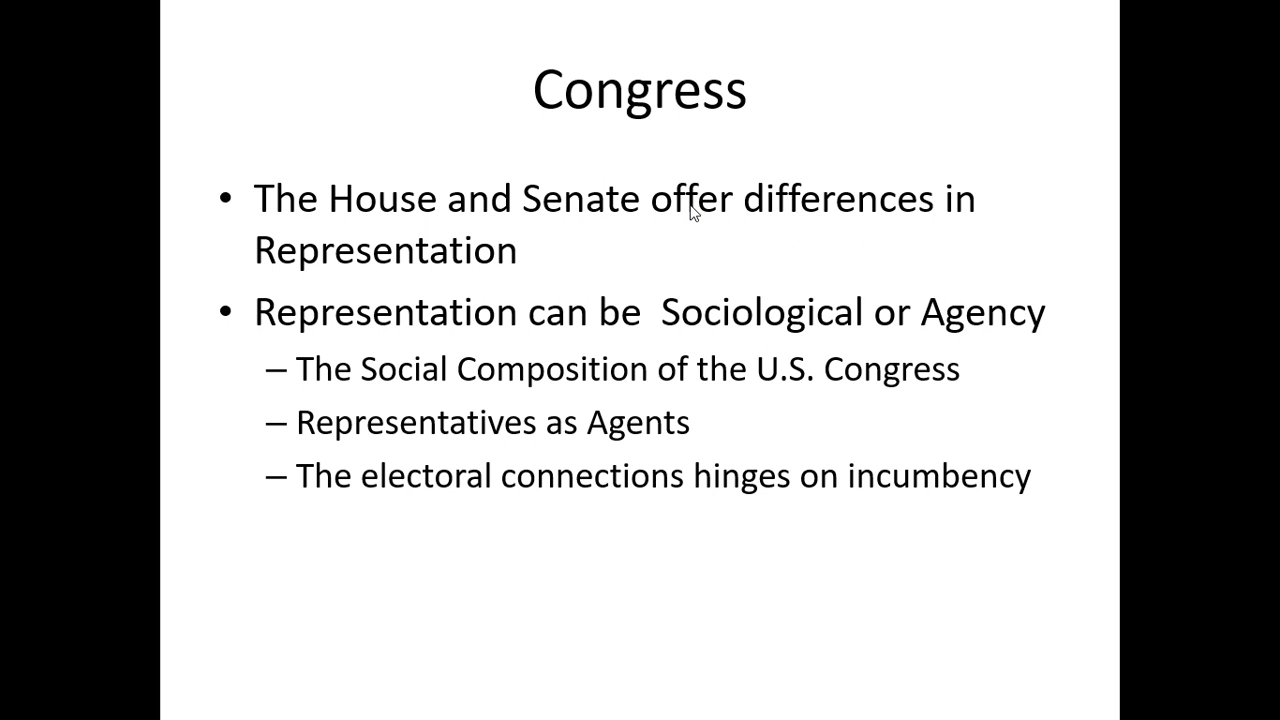 Congress
• The House and Senate offer differences in
Representation
• Representation can be  Sociological or Agency
– The Social Composition of the U.S. Congress
– Representatives as Agents
– The electoral connections hinges on incumbency